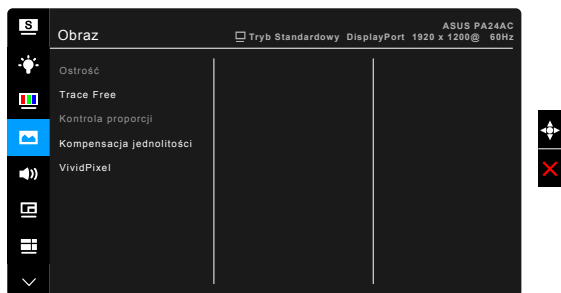 S
ASUS PA24AC
Obraz
Tryb Standardowy DisplayPort 1920 x 1200@ 60Hz
Ostrość
Trace Free
Kontrola proporcji
Kompensacja jednolitości
VividPixel